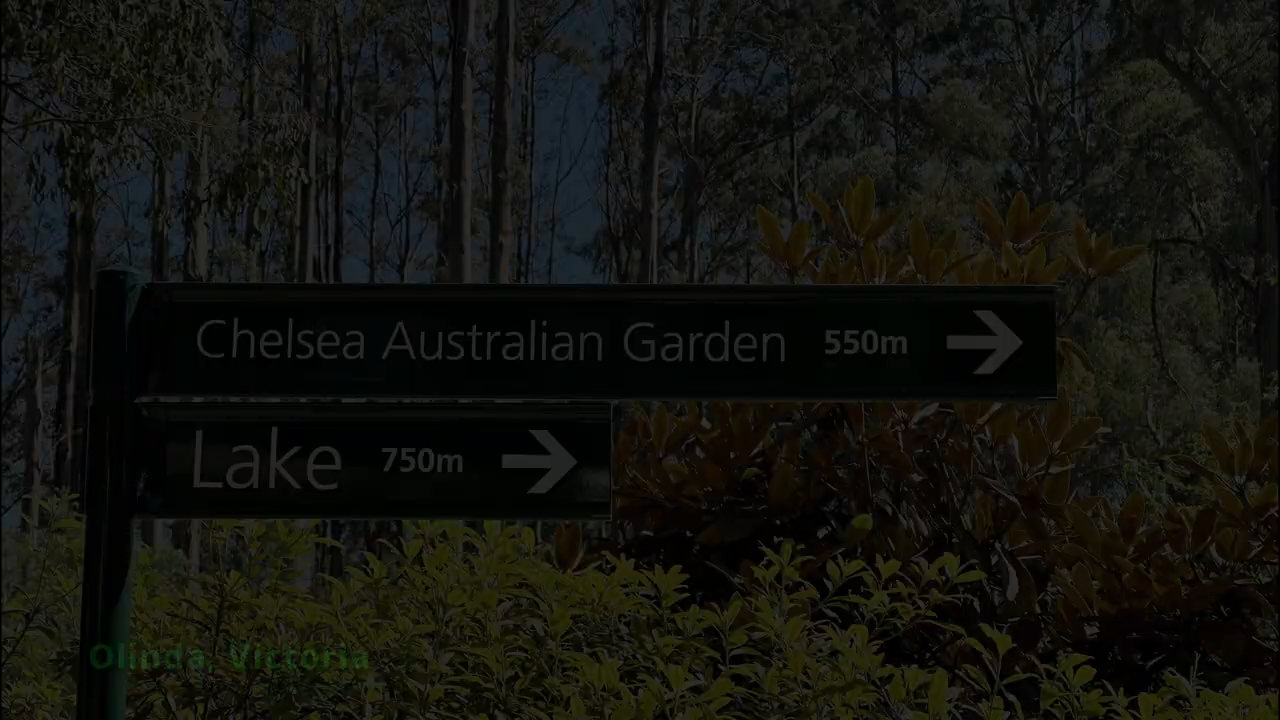 Chelsea Australian Garden 550m →
Lake 750m →
Olinda, Victoria